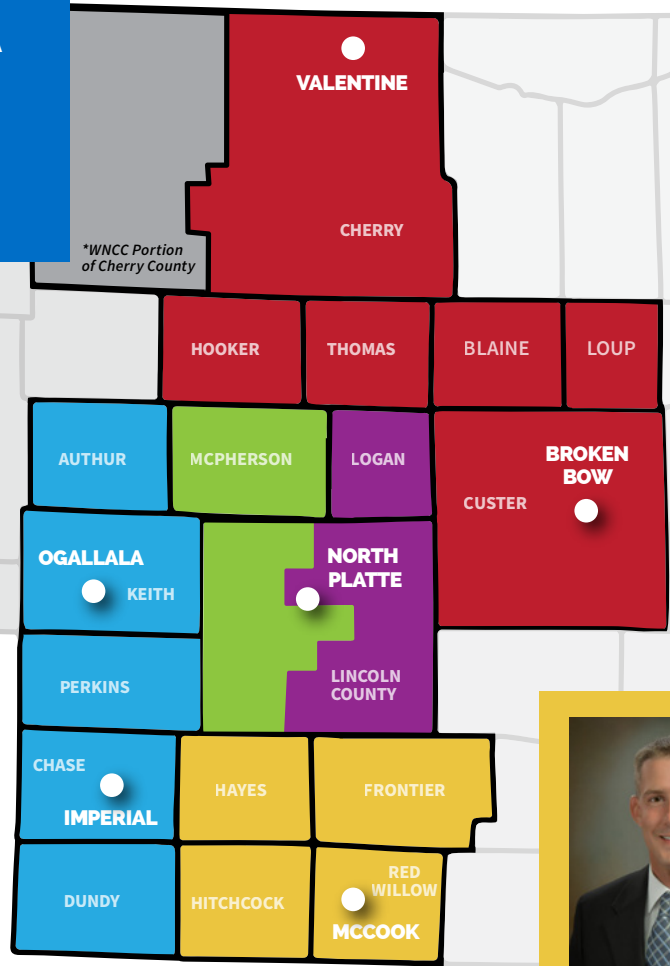 VALENTINE
CHERRY
*WNCC Portion
of Cherry County
HOOKER
THOMAS
BLAINE
LOUP
AUTHUR
MCPHERSON
LOGAN
BROKEN
BOW
CUSTER
OGALLALA
KEITH
NORTH
PLATTE
PERKINS
LINCOLN
COUNTY
CHASE
IMPERIAL
HAYES
FRONTIER
DUNDY
HITCHCOCK
RED
WILLOW
MCCOOK